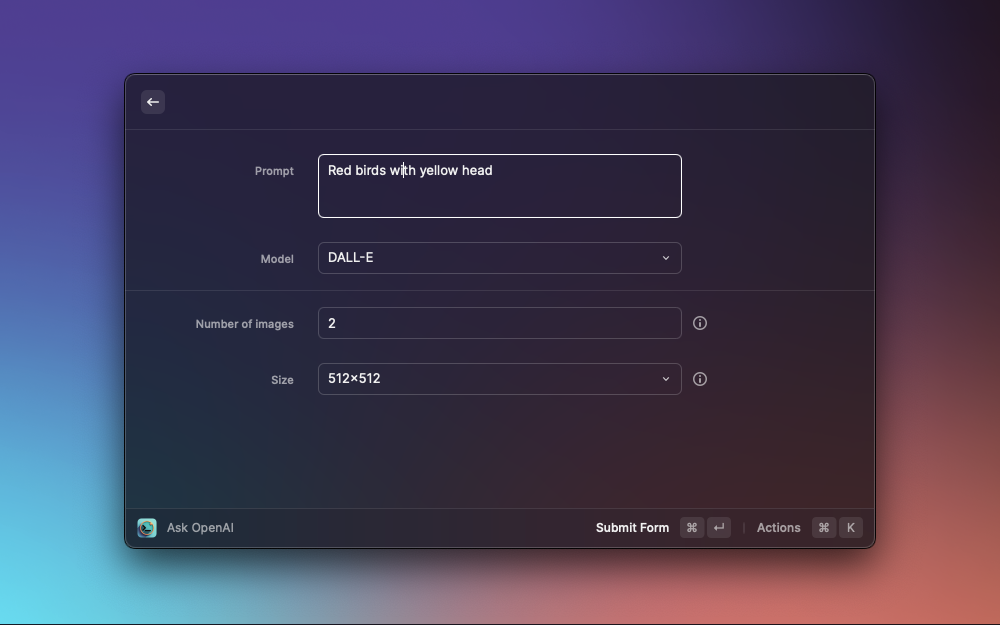 Prompt
Red birds with yellow head
Model
DALL-E
Number of images
2
Size
512×512
Ask OpenAI
Submit Form ⌘ ↵ | Actions ⌘ K